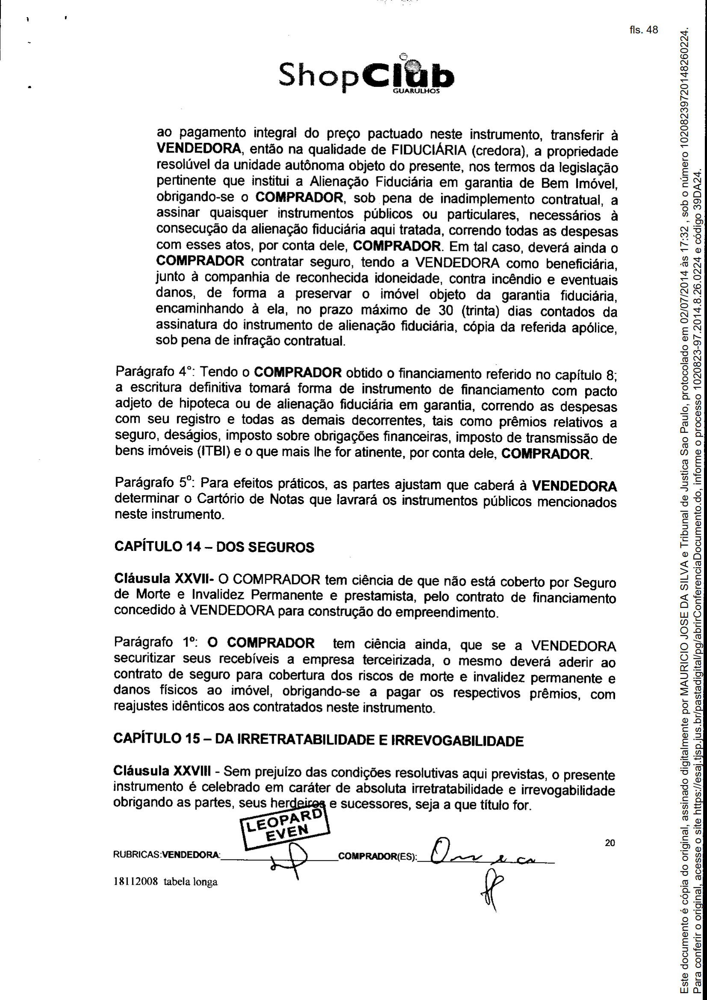 fls. 48
ShopClub
GUARULHOS
ao pagamento integral do preço pactuado neste instrumento, transferir à
VENDEDORA, então na qualidade de FIDUCIÁRIA (credora), a propriedade
resolúvel da unidade autônoma objeto do presente, nos termos da legislação
pertinente que institui a Alienação Fiduciária em garantia de Bem Imóvel,
obrigando-se o COMPRADOR, sob pena de inadimplemento contratual, a
assinar quaisquer instrumentos públicos ou particulares, necessários à
consecução da alienação fiduciária aqui tratada, correndo todas as despesas
com esses atos, por conta dele, COMPRADOR. Em tal caso, deverá ainda o
COMPRADOR contratar seguro, tendo a VENDEDORA como beneficiária,
junto à companhia de reconhecida idoneidade, contra incêndio e eventuais
danos, de forma a preservar o imóvel objeto da garantia fiduciária,
encaminhando à ela, no prazo máximo de 30 (trinta) dias contados da
assinatura do instrumento de alienação fiduciária, cópia da referida apólice,
sob pena de infração contratual.
Parágrafo 4°: Tendo o COMPRADOR obtido o financiamento referido no capítulo 8;
a escritura definitiva tomará forma de instrumento de financiamento com pacto
adjeto de hipoteca ou de alienação fiduciária em garantia, correndo as despesas
com seu registro e todas as demais decorrentes, tais como prêmios relativos a
seguro, deságios, imposto sobre obrigações financeiras, imposto de transmissão de
bens imóveis (ITBI) e o que mais lhe for atinente, por conta dele, COMPRADOR.
Parágrafo 5º: Para efeitos práticos, as partes ajustam que caberá à VENDEDORA
determinar o Cartório de Notas que lavrará os instrumentos públicos mencionados
neste instrumento.
CAPÍTULO 14 – DOS SEGUROS
Cláusula XXVII- O COMPRADOR tem ciência de que não está coberto por Seguro
de Morte e Invalidez Permanente e prestamista, pelo contrato de financiamento
concedido à VENDEDORA para construção do empreendimento.
Parágrafo 1º: O COMPRADOR tem ciência ainda, que se a VENDEDORA
securitizar seus recebíveis a empresa terceirizada, o mesmo deverá aderir ao
contrato de seguro para cobertura dos riscos de morte e invalidez permanente e
danos físicos ao imóvel, obrigando-se a pagar os respectivos prêmios, com
reajustes idênticos aos contratados neste instrumento.
CAPÍTULO 15 – DA IRRETRATABILIDADE E IRREVOGABILIDADE
Cláusula XXVIII - Sem prejuízo das condições resolutivas aqui previstas, o presente
instrumento é celebrado em caráter de absoluta irretratabilidade e irrevogabilidade
obrigando as partes, seus herdeiros e sucessores, seja a que título for.
LEOPARD
EVEN
20
RUBRICAS:VENDEDORA: COMPRADOR(ES):
18112008 tabela longa
Este documento é cópia do original, assinado digitalmente por MAURICIO JOSE DA SILVA e Tribunal de Justica Sao Paulo, protocolado em 02/07/2014 às 17:32 , sob o número 10208239720148260224.
Para conferir o original, acesse o site https://esaj.tjsp.jus.br/pastadigital/pg/abrirConferenciaDocumento.do, informe o processo 1020823-97.2014.8.26.0224 e código 39DA24.